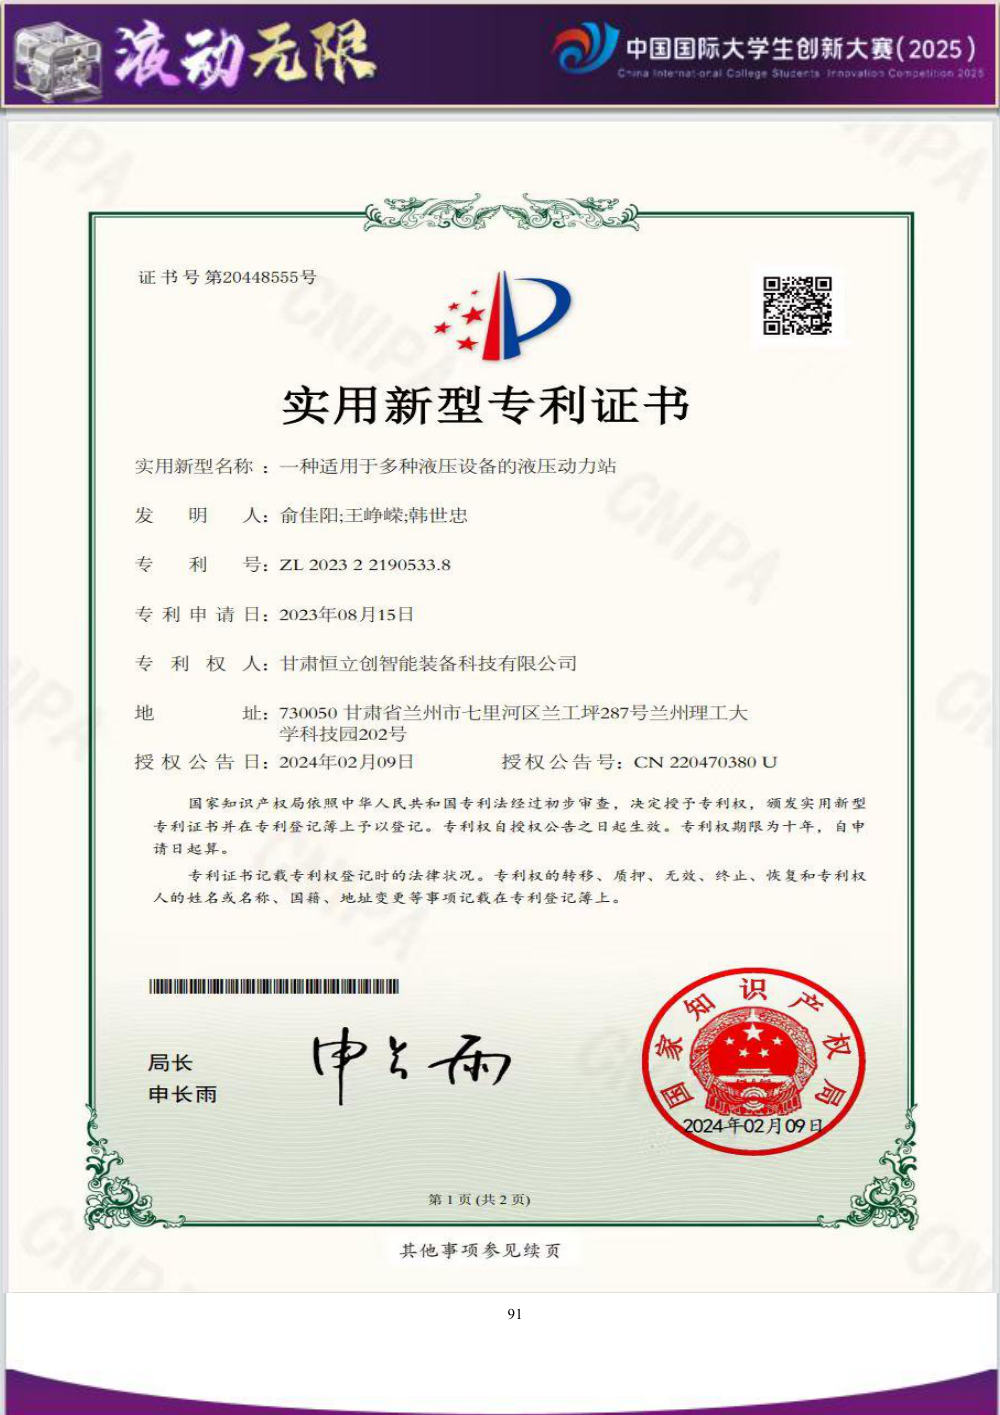 液动无限
中国国际大学生创新大赛(2025)
China International College Students' Innovation Competition 2025
证书号第20448555号
实用新型专利证书
实用新型名称：一种适用于多种液压设备的液压动力站
发明人：俞佳阳;王峥嵘;韩世忠
专利号：ZL 2023 2 2190533.8
专利申请日：2023年08月15日
专利权人：甘肃恒立创智能装备科技有限公司
地址：730050 甘肃省兰州市七里河区兰工坪287号兰州理工大
学科技园202号
授权公告日：2024年02月09日 授权公告号：CN 220470380 U
国家知识产权局依照中华人民共和国专利法经过初步审查，决定授予专利权，颁发实用新型
专利证书并在专利登记簿上予以登记。专利权自授权公告之日起生效。专利权期限为十年，自申
请日起算。
专利证书记载专利权登记时的法律状况。专利权的转移、质押、无效、终止、恢复和专利权
人的姓名或名称、国籍、地址变更等事项记载在专利登记簿上。
局长
申长雨
申长雨
国家知识产权局
2024年02月09日
第 1 页 (共 2 页)
其他事项参见续页
91
CNIPA